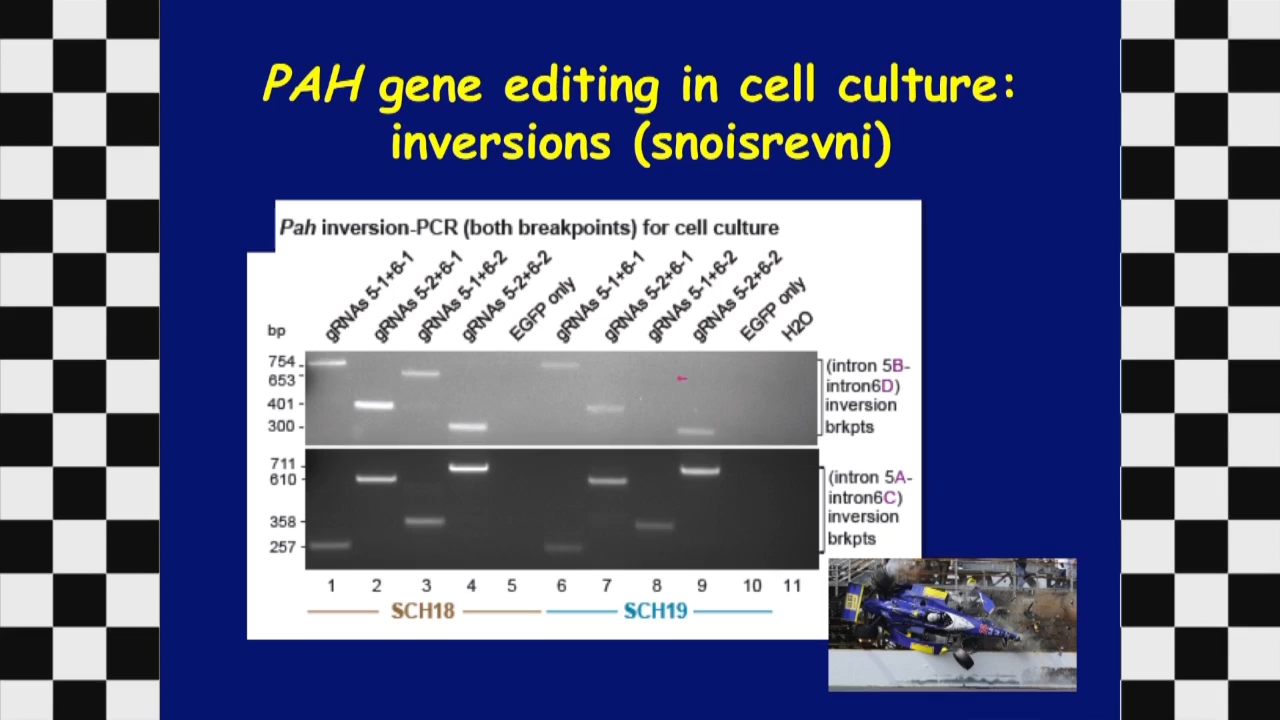 PAH gene editing in cell culture:
inversions (snoisrevni)
Pah inversion-PCR (both breakpoints) for cell culture
bp
gRNAs 5-1+6-1
gRNAs 5-2+6-1
gRNAs 5-1+6-2
gRNAs 5-2+6-2
EGFP only
gRNAs 5-1+6-1
gRNAs 5-2+6-1
gRNAs 5-1+6-2
gRNAs 5-2+6-2
EGFP only
H2O
754
653
401
300
(intron 5B-
intron6D)
inversion
brkpts
711
610
358
257
(intron 5A-
intron6C)
inversion
brkpts
1 2 3 4 5 6 7 8 9 10 11
SCH18 SCH19